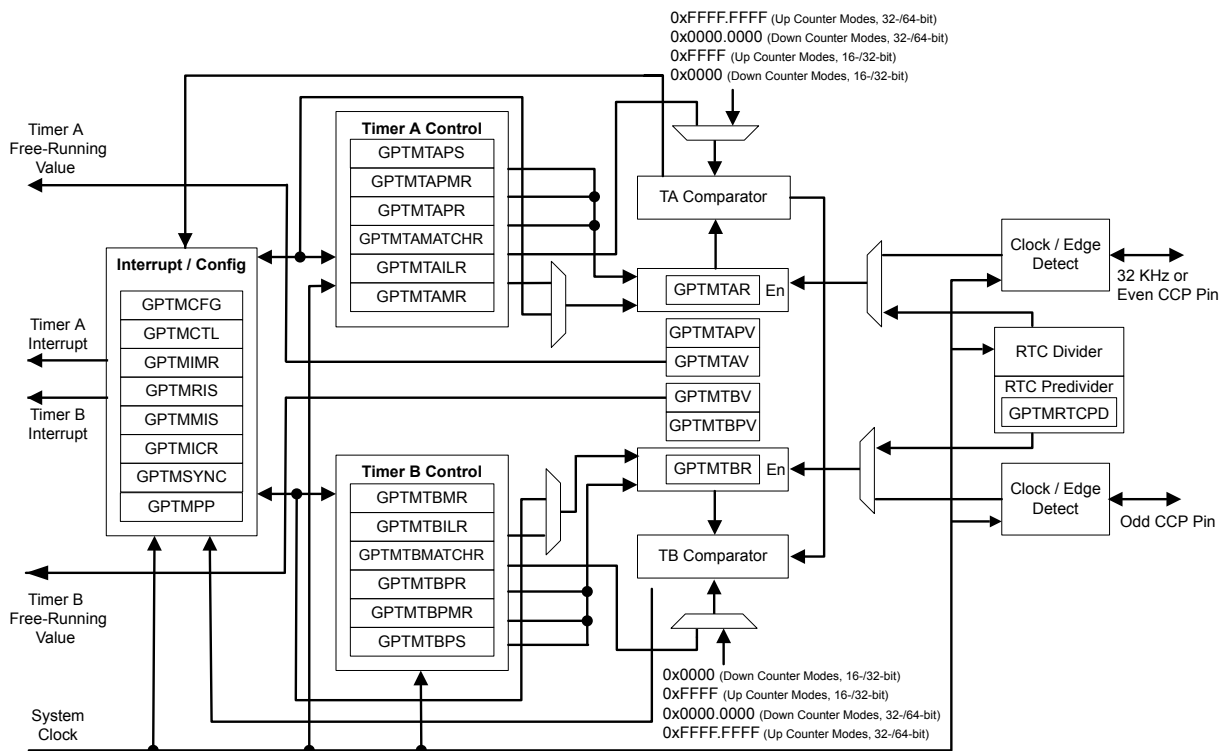 0xFFFF.FFFF (Up Counter Modes, 32-/64-bit)
0x0000.0000 (Down Counter Modes, 32-/64-bit)
0xFFFF (Up Counter Modes, 16-/32-bit)
0x0000 (Down Counter Modes, 16-/32-bit)
Timer A
Free-Running
Value
Timer A Control
GPTMTAPS
GPTMTAPMR
GPTMTAPR
GPTMTAMATCHR
GPTMTAILR
GPTMTAMR
TA Comparator
GPTMTAR
En
GPTMTAPV
GPTMTAV
Clock / Edge
Detect
32 KHz or
Even CCP Pin
Interrupt / Config
GPTMCFG
GPTMCTL
GPTMIMR
GPTMRIS
GPTMMIS
GPTMICR
GPTMSYNC
GPTMPP
Timer A
Interrupt
Timer B
Interrupt
RTC Divider
RTC Predivider
GPTMRTCPD
GPTMTBV
GPTMTBPV
GPTMTBR
En
Timer B Control
GPTMTBMR
GPTMTBILR
GPTMTBMATCHR
GPTMTBPR
GPTMTBPMR
GPTMTBPS
TB Comparator
Clock / Edge
Detect
Odd CCP Pin
Timer B
Free-Running
Value
0x0000 (Down Counter Modes, 16-/32-bit)
0xFFFF (Up Counter Modes, 16-/32-bit)
0x0000.0000 (Down Counter Modes, 32-/64-bit)
0xFFFF.FFFF (Up Counter Modes, 32-/64-bit)
System
Clock